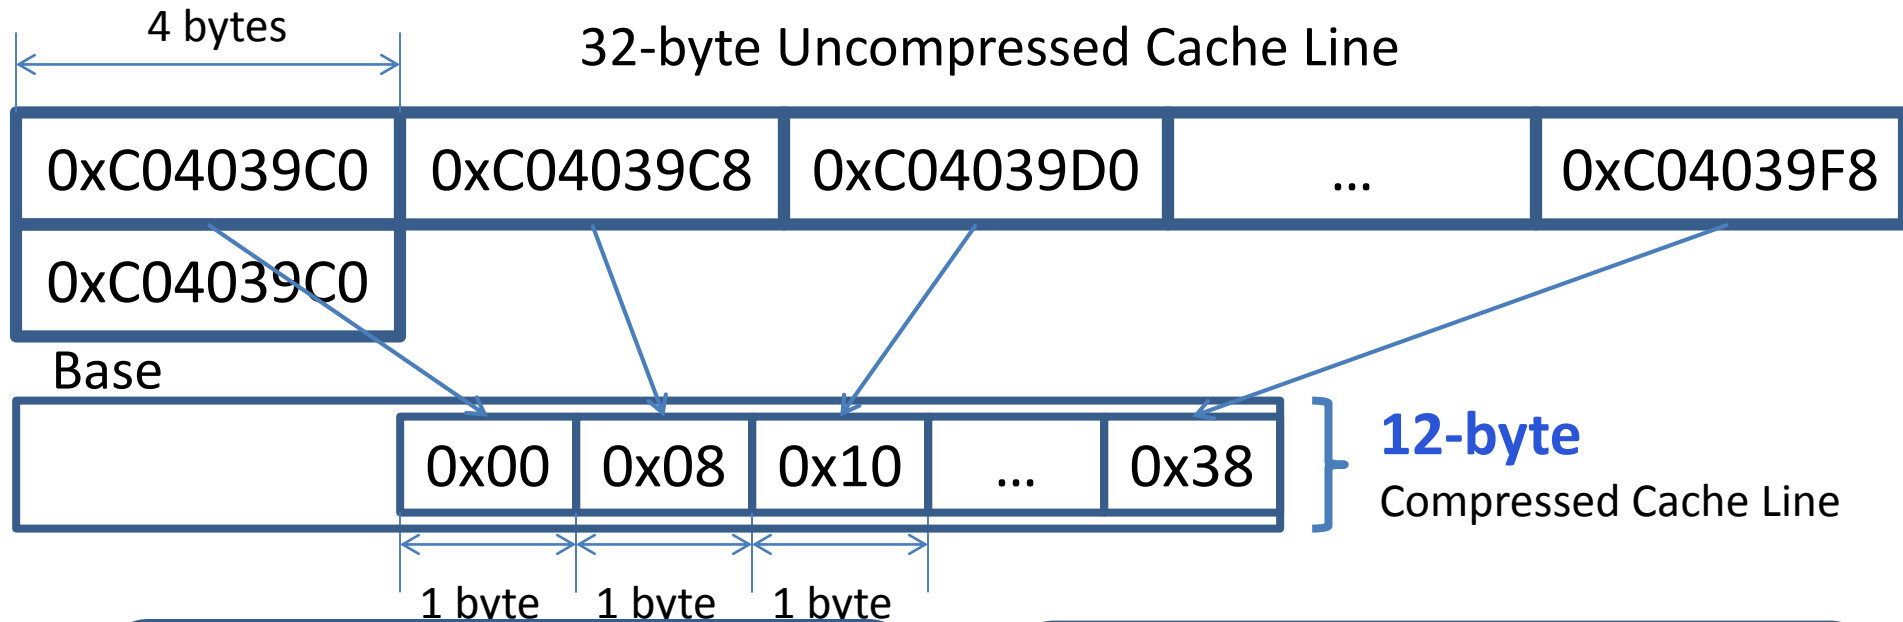 4 bytes
32-byte Uncompressed Cache Line
0xC04039C0 0xC04039C8 0xC04039D0 … 0xC04039F8
0xC04039C0
Base
0x00 0x08 0x10 … 0x38
12-byte
Compressed Cache Line
1 byte 1 byte 1 byte